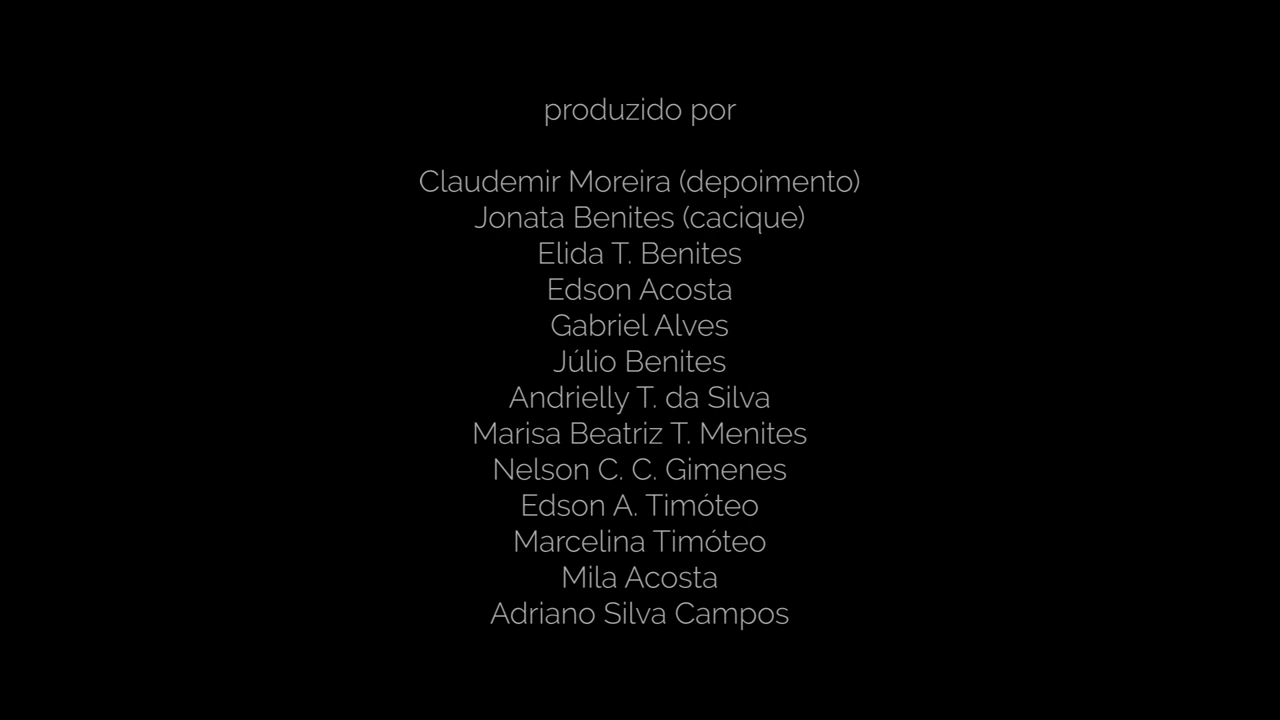 produzido por
Claudemir Moreira (depoimento)
Jonata Benites (cacique)
Elida T. Benites
Edson Acosta
Gabriel Alves
Júlio Benites
Andrielly T. da Silva
Marisa Beatriz T. Menites
Nelson C. C. Gimenes
Edson A. Timóteo
Marcelina Timóteo
Mila Acosta
Adriano Silva Campos